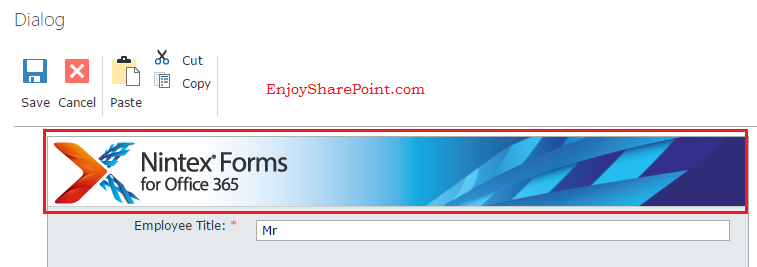 Dialog
Save
Cancel
Paste
Cut
Copy
EnjoySharePoint.com
Nintex® Forms
for Office 365
Employee Title: *
Mr